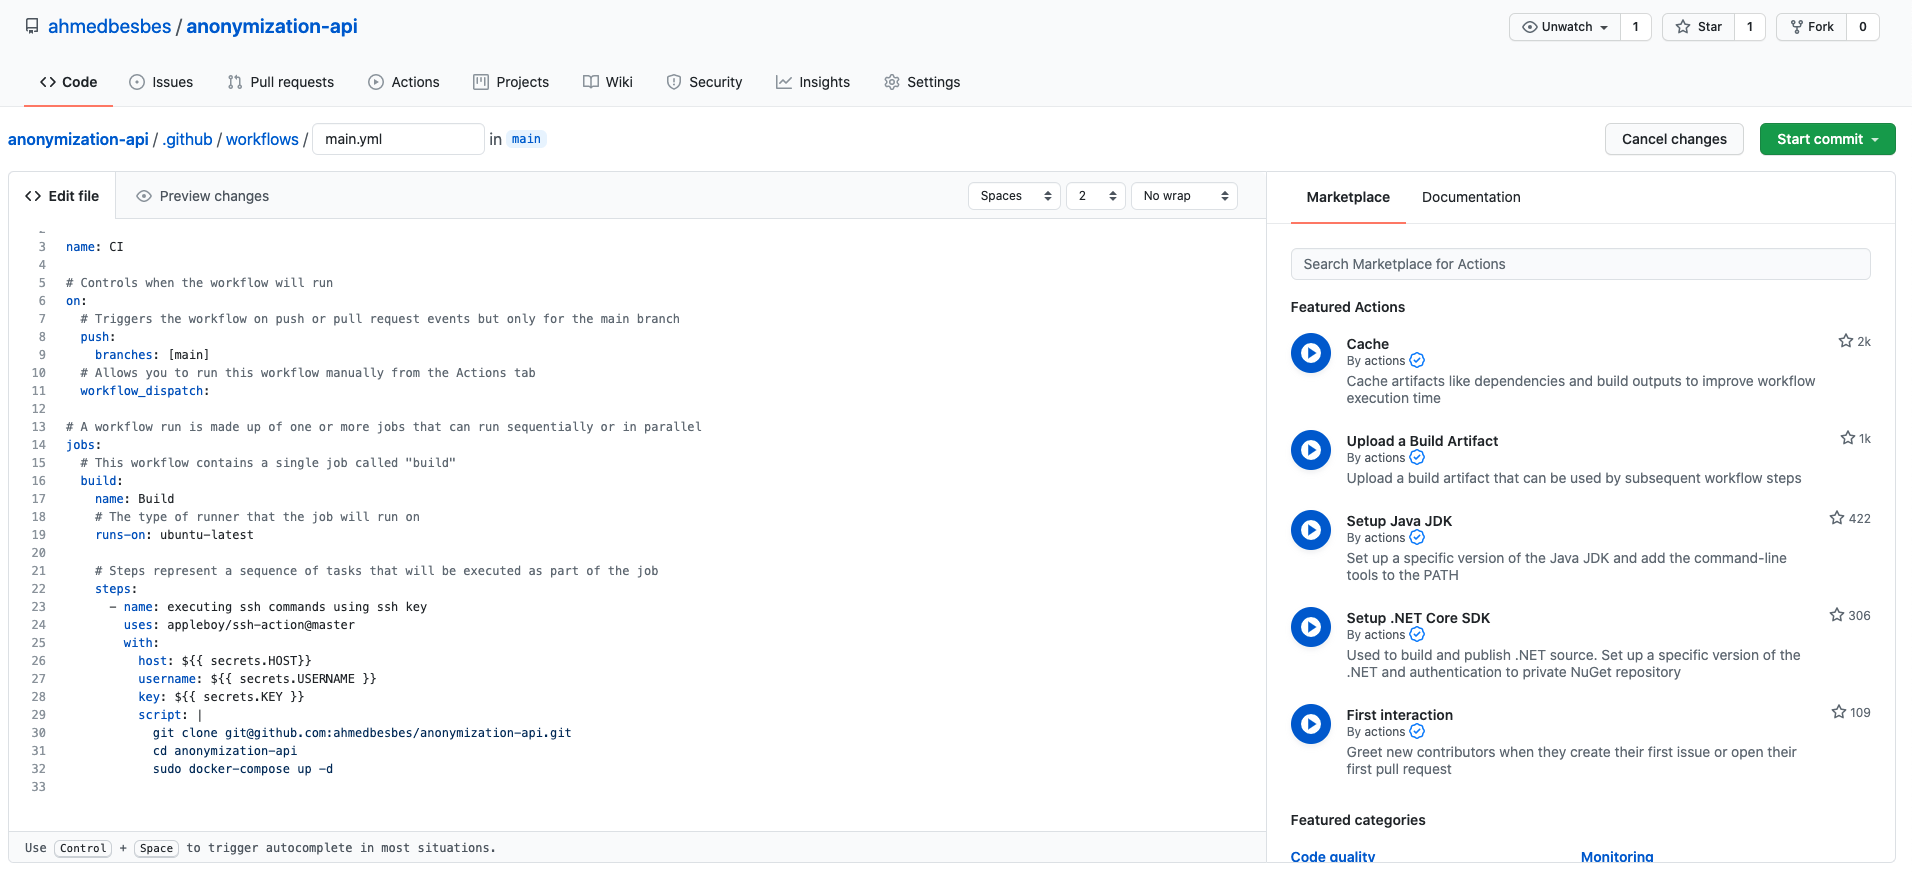 ahmedbesbes / anonymization-api
Unwatch 1 Star 1 Fork 0
Code Issues Pull requests Actions Projects Wiki Security Insights Settings
anonymization-api / .github / workflows / main.yml in main
Cancel changes Start commit
Edit file Preview changes
Spaces 2 No wrap
2
3 name: CI
4
5 # Controls when the workflow will run
6 on:
7 # Triggers the workflow on push or pull request events but only for the main branch
8 push:
9 branches: [main]
10 # Allows you to run this workflow manually from the Actions tab
11 workflow_dispatch:
12
13 # A workflow run is made up of one or more jobs that can run sequentially or in parallel
14 jobs:
15 # This workflow contains a single job called "build"
16 build:
17 name: Build
18 # The type of runner that the job will run on
19 runs-on: ubuntu-latest
20
21 # Steps represent a sequence of tasks that will be executed as part of the job
22 steps:
23 - name: executing ssh commands using ssh key
24 uses: appleboy/ssh-action@master
25 with:
26 host: ${{ secrets.HOST}}
27 username: ${{ secrets.USERNAME }}
28 key: ${{ secrets.KEY }}
29 script: |
30 git clone git@github.com:ahmedbesbes/anonymization-api.git
31 cd anonymization-api
32 sudo docker-compose up -d
33
Use Control + Space to trigger autocomplete in most situations.
Marketplace Documentation
Search Marketplace for Actions
Featured Actions
Cache 2k
By actions
Cache artifacts like dependencies and build outputs to improve workflow
execution time
Upload a Build Artifact 1k
By actions
Upload a build artifact that can be used by subsequent workflow steps
Setup Java JDK 422
By actions
Set up a specific version of the Java JDK and add the command-line
tools to the PATH
Setup .NET Core SDK 306
By actions
Used to build and publish .NET source. Set up a specific version of the
.NET and authentication to private NuGet repository
First interaction 109
By actions
Greet new contributors when they create their first issue or open their
first pull request
Featured categories
Code quality Monitoring